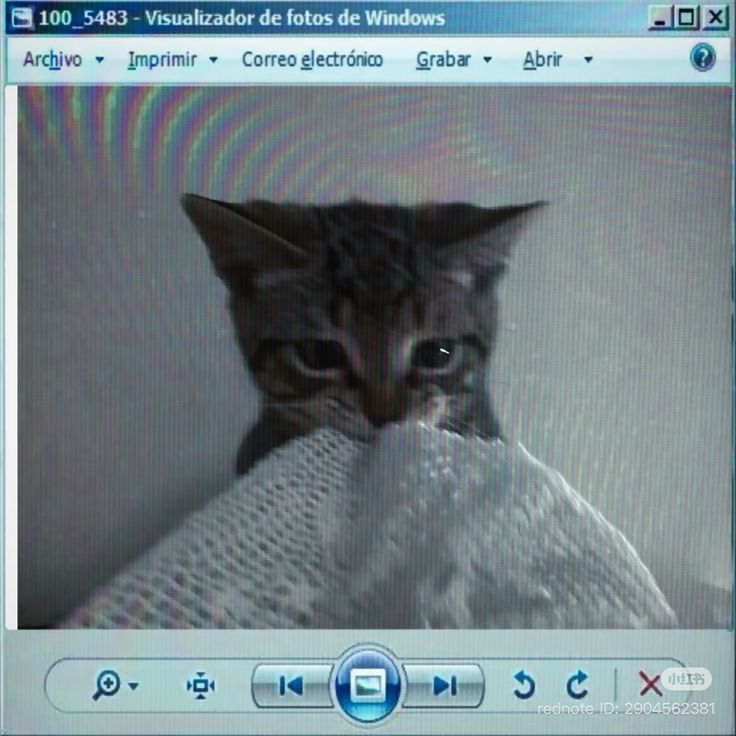 100_5483 - Visualizador de fotos de Windows
Archivo Imprimir Correo electrónico Grabar Abrir
小红书
rednote ID: 2904562381